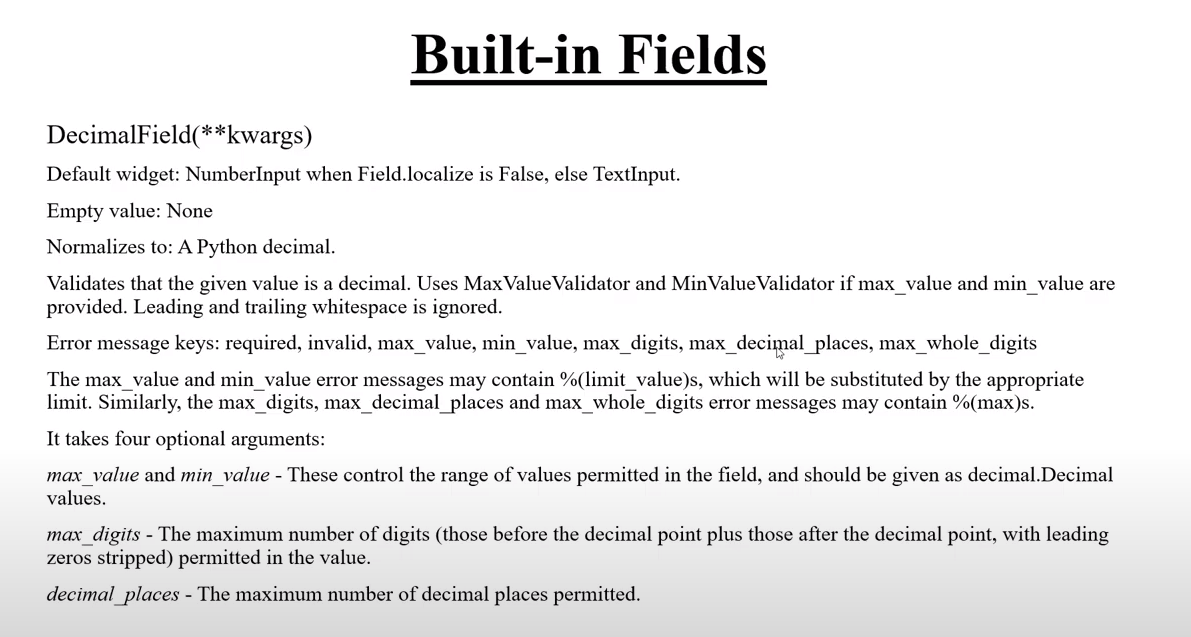 Built-in Fields
DecimalField(**kwargs)
Default widget: NumberInput when Field.localize is False, else TextInput.
Empty value: None
Normalizes to: A Python decimal.
Validates that the given value is a decimal. Uses MaxValueValidator and MinValueValidator if max_value and min_value are
provided. Leading and trailing whitespace is ignored.
Error message keys: required, invalid, max_value, min_value, max_digits, max_decimal_places, max_whole_digits
The max_value and min_value error messages may contain %(limit_value)s, which will be substituted by the appropriate
limit. Similarly, the max_digits, max_decimal_places and max_whole_digits error messages may contain %(max)s.
It takes four optional arguments:
max_value and min_value - These control the range of values permitted in the field, and should be given as decimal.Decimal
values.
max_digits - The maximum number of digits (those before the decimal point plus those after the decimal point, with leading
zeros stripped) permitted in the value.
decimal_places - The maximum number of decimal places permitted.